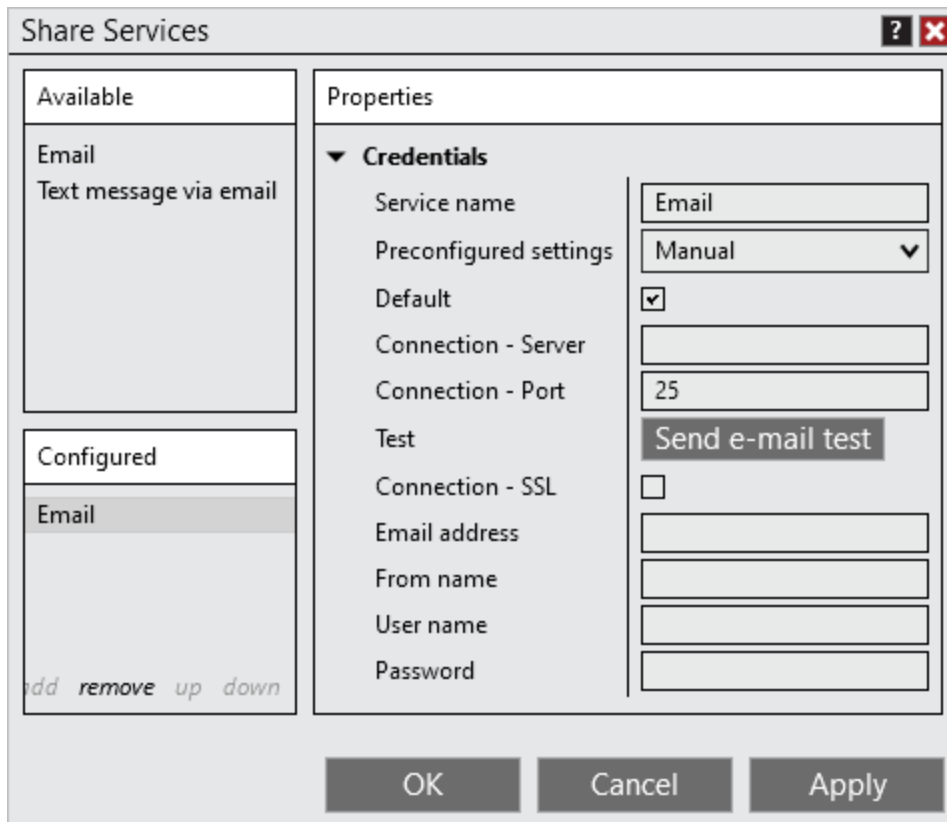 Share Services
?
Available
Email
Text message via email
Configured
Email
remove up down
Properties
Credentials
Service name Email
Preconfigured settings Manual
Default
Connection - Server
Connection - Port 25
Test Send e-mail test
Connection - SSL
Email address
From name
User name
Password
OK Cancel Apply